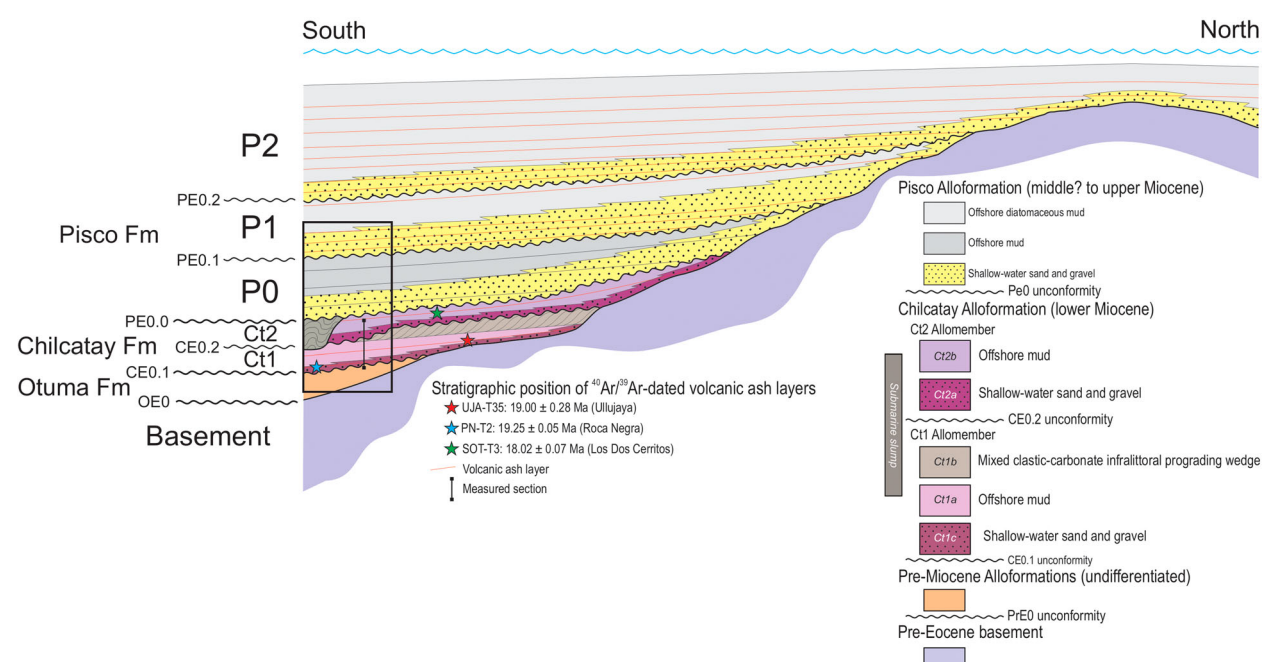 South
North
P2
PE0.2
P1
Pisco Fm
PE0.1
P0
PE0.0
Ct2
Chilcatay Fm
CE0.2
Ct1
CE0.1
Otuma Fm
OE0
Basement
Stratigraphic position of ⁴⁰Ar/³⁹Ar-dated volcanic ash layers
UJA-T35: 19.00 ± 0.28 Ma (Ullujaya)
PN-T2: 19.25 ± 0.05 Ma (Roca Negra)
SOT-T3: 18.02 ± 0.07 Ma (Los Dos Cerritos)
Volcanic ash layer
Measured section
Pisco Alloformation (middle? to upper Miocene)
Offshore diatomaceous mud
Offshore mud
Shallow-water sand and gravel
Pe0 unconformity
Chilcatay Alloformation (lower Miocene)
Ct2 Allomember
Ct2b Offshore mud
Ct2a Shallow-water sand and gravel
CE0.2 unconformity
Submarine slump
Ct1 Allomember
Ct1b Mixed clastic-carbonate infralittoral prograding wedge
Ct1a Offshore mud
Ct1c Shallow-water sand and gravel
CE0.1 unconformity
Pre-Miocene Alloformations (undifferentiated)
PrE0 unconformity
Pre-Eocene basement